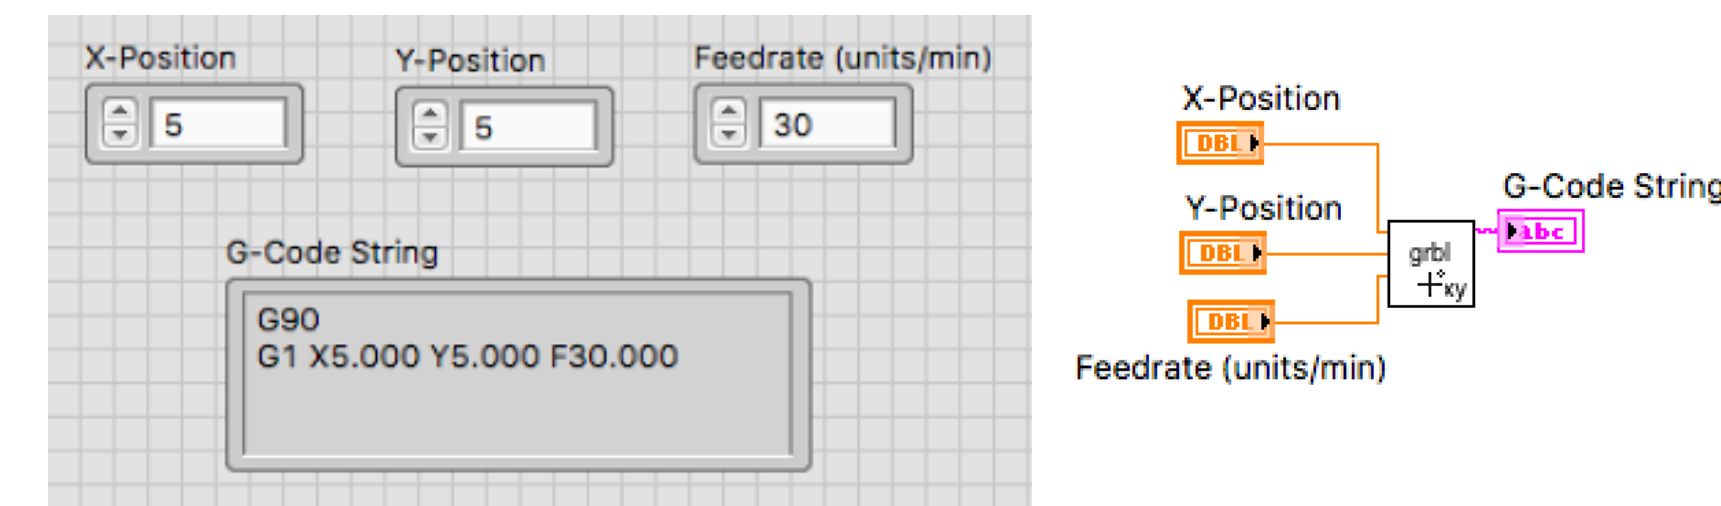 X-Position
Y-Position
Feedrate (units/min)
5
5
30
G-Code String
G90
G1 X5.000 Y5.000 F30.000
X-Position
DBL
Y-Position
DBL
DBL
Feedrate (units/min)
grbl
xy
G-Code String
abc